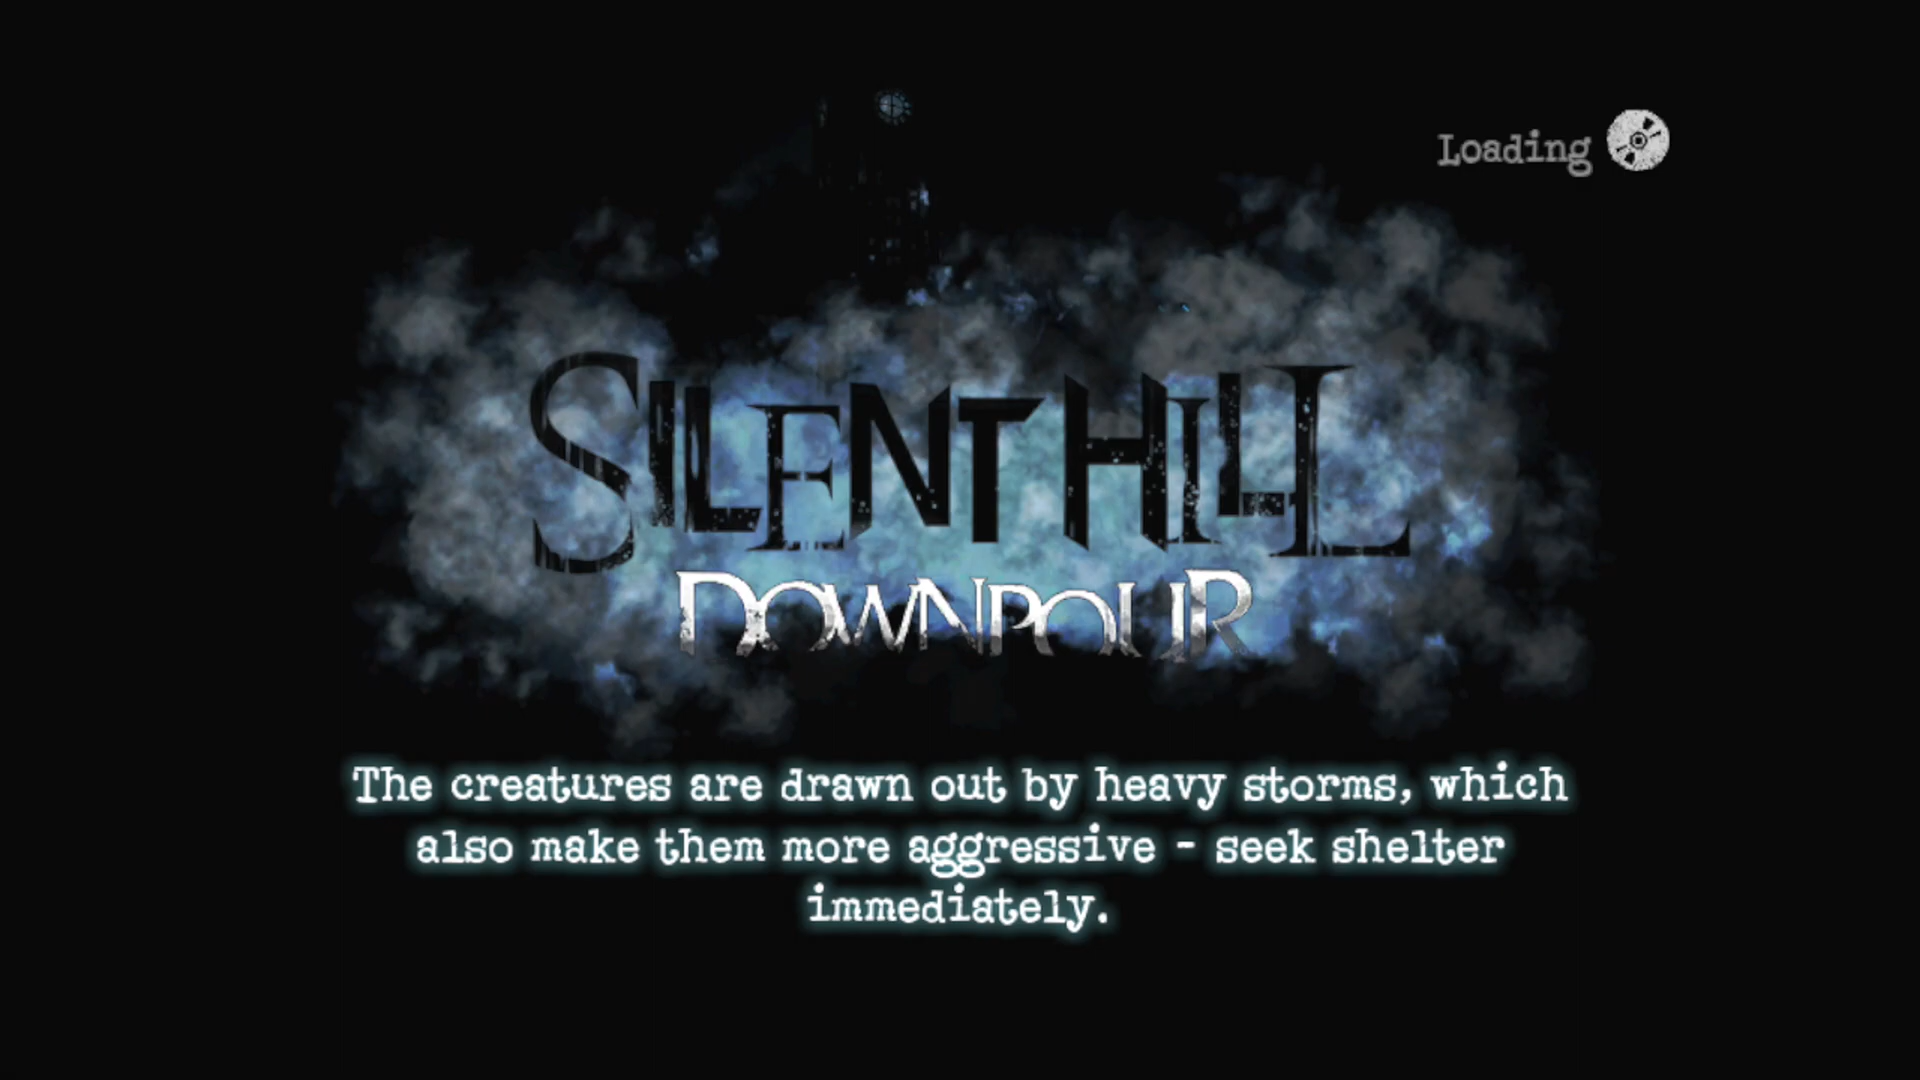 Loading
SILENT HILL
DOWNPOUR
The creatures are drawn out by heavy storms, which
also make them more aggressive - seek shelter
immediately.